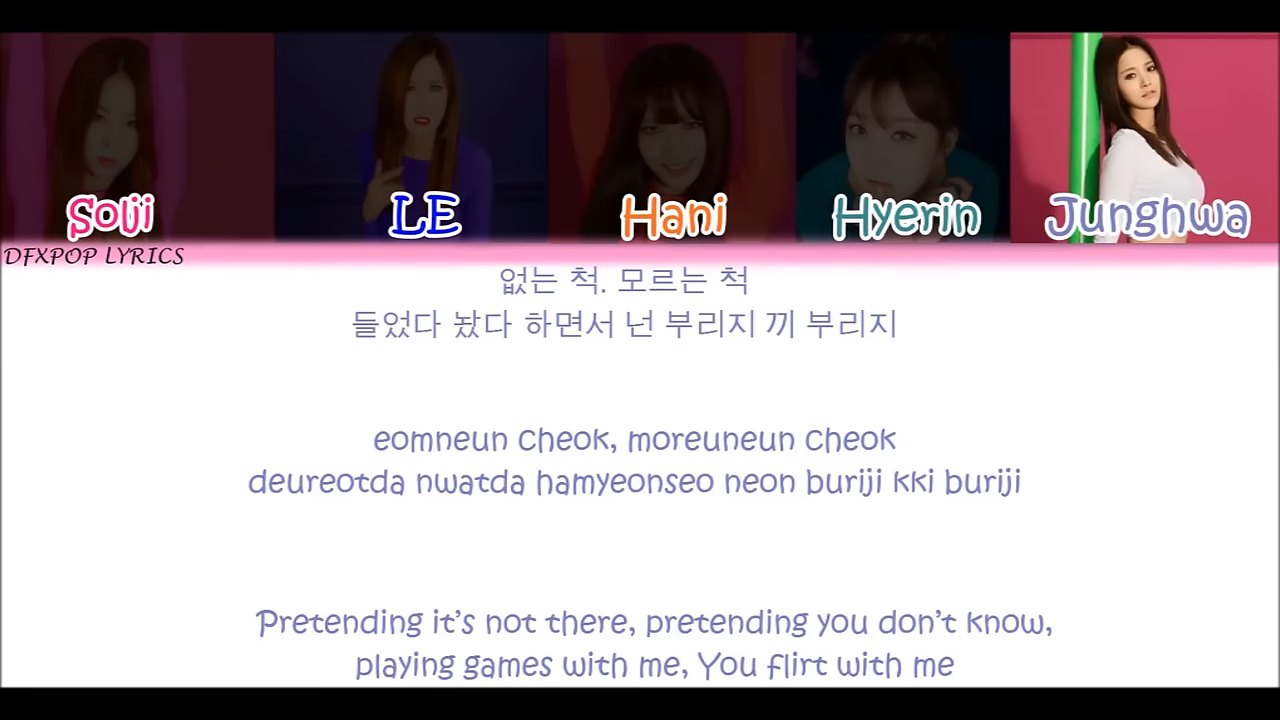 Solji LE Hani Hyerin Junghwa
DFXPOP LYRICS
없는 척. 모르는 척
들었다 놨다 하면서 넌 부리지 끼 부리지
eomneun cheok, moreuneun cheok
deureotda nwatda hamyeonseo neon buriji kki buriji
Pretending it's not there, pretending you don't know,
playing games with me, You flirt with me